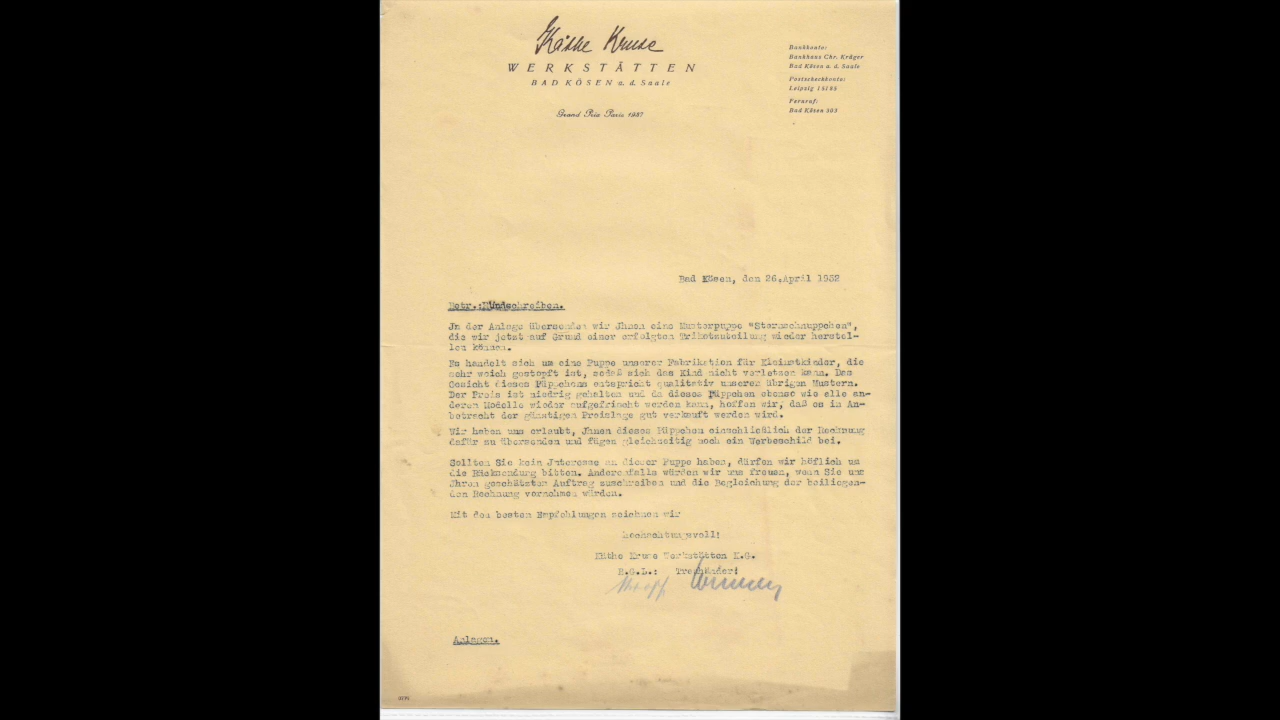 Käthe Kruse
WERKSTÄTTEN
BAD KÖSEN a. d. Saale
Grand Prix Paris 1937
Bankkonto:
Bankhaus Chr. Krüger
Bad Kösen a. d. Saale
Postscheckkonto:
Leipzig 15195
Fernruf:
Bad Kösen 303
Bad Kösen, den 26.April 1952
Betr.:Rundschreiben.
Jn der Anlage übersenden wir Jhnen eine Musterpuppe "Sternschnuppchen",
die wir jetzt auf Grund einer erfolgten Trikotzuteilung wieder herstel-
len können.
Es handelt sich um eine Puppe unserer Fabrikation für Kleinstkinder, die
sehr weich gestopft ist, sodaß sich das Kind nicht verletzen kann. Das
Gesicht dieses Püppchens entspricht qualitativ unseren übrigen Mustern.
Der Preis ist niedrig gehalten und da dieses Püppchen ebenso wie alle an-
deren Modelle wieder aufgefrischt werden kann, hoffen wir, daß es in An-
betracht der günstigen Preislage gut verkauft werden wird.
Wir haben uns erlaubt, Jhnen dieses Püppchen einschließlich der Rechnung
dafür zu übersenden und fügen gleichzeitig noch ein Werbeschild bei.
Sollten Sie kein Jnteresse an dieser Puppe haben, dürfen wir höflich um
die Rücksendung bitten. Anderenfalls würden wir uns freuen, wenn Sie uns
Jhren geschätzten Auftrag zuschreiben und die Begleichung der beiliegen-
den Rechnung vornehmen würden.
Mit den besten Empfehlungen zeichnen wir
hochachtungsvoll!
Käthe Kruse Werkstätten K.G.
B.G.L.: Treuhänder:
Anlagen.